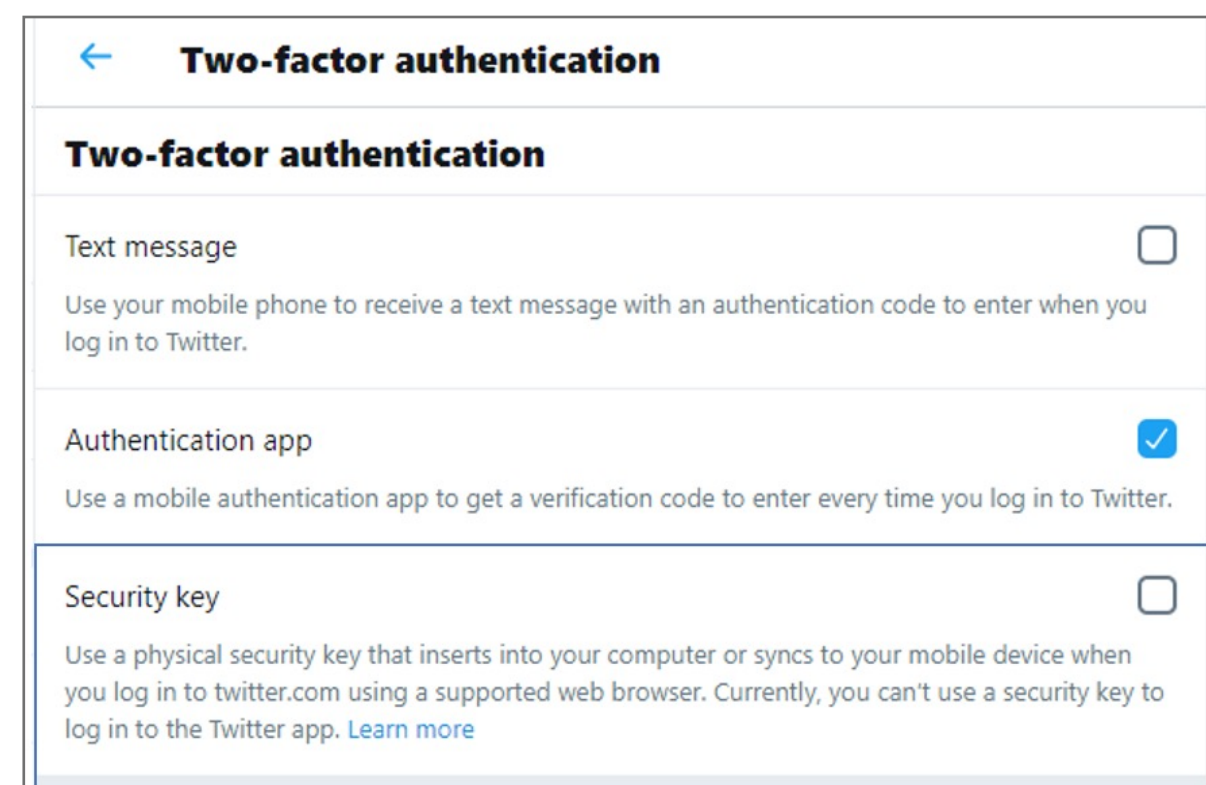 Two-factor authentication
Two-factor authentication
Text message
Use your mobile phone to receive a text message with an authentication code to enter when you
log in to Twitter.
Authentication app
Use a mobile authentication app to get a verification code to enter every time you log in to Twitter.
Security key
Use a physical security key that inserts into your computer or syncs to your mobile device when
you log in to twitter.com using a supported web browser. Currently, you can't use a security key to
log in to the Twitter app. Learn more